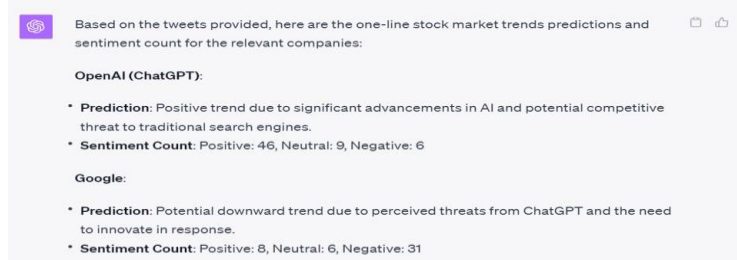 Based on the tweets provided, here are the one-line stock market trends predictions and
sentiment count for the relevant companies:
OpenAI (ChatGPT):
• Prediction: Positive trend due to significant advancements in AI and potential competitive
threat to traditional search engines.
• Sentiment Count: Positive: 46, Neutral: 9, Negative: 6
Google:
• Prediction: Potential downward trend due to perceived threats from ChatGPT and the need
to innovate in response.
• Sentiment Count: Positive: 8, Neutral: 6, Negative: 31